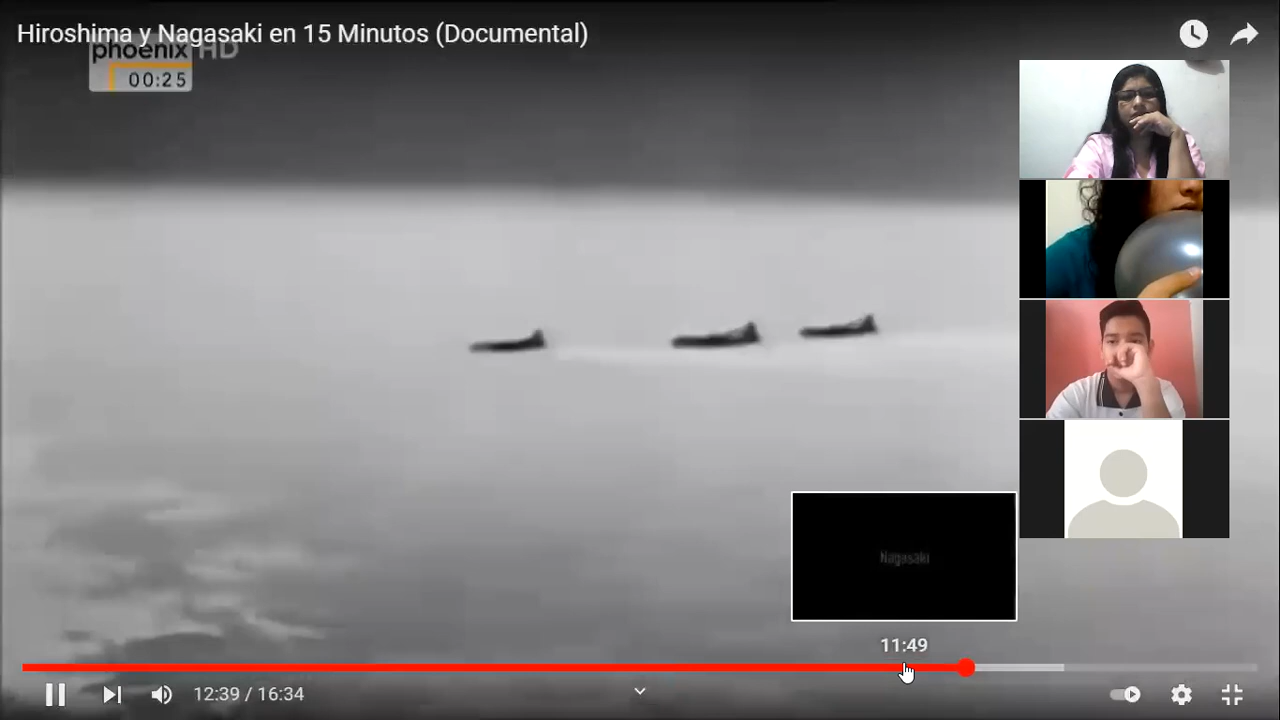 Hiroshima y Nagasaki en 15 Minutos (Documental)
phoenix HD
00:25
Nagasaki
11:49
12:39 / 16:34